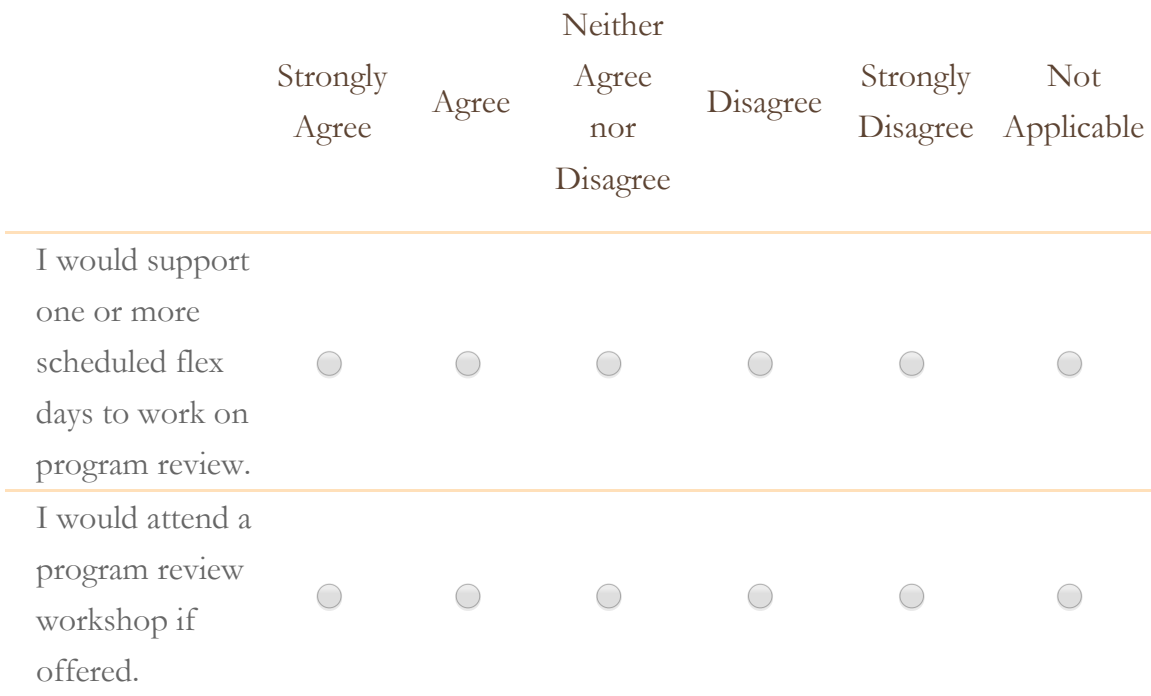 Strongly
Agree
Agree
Neither
Agree
nor
Disagree
Disagree
Strongly
Disagree
Not
Applicable
I would support
one or more
scheduled flex
days to work on
program review.
I would attend a
program review
workshop if
offered.